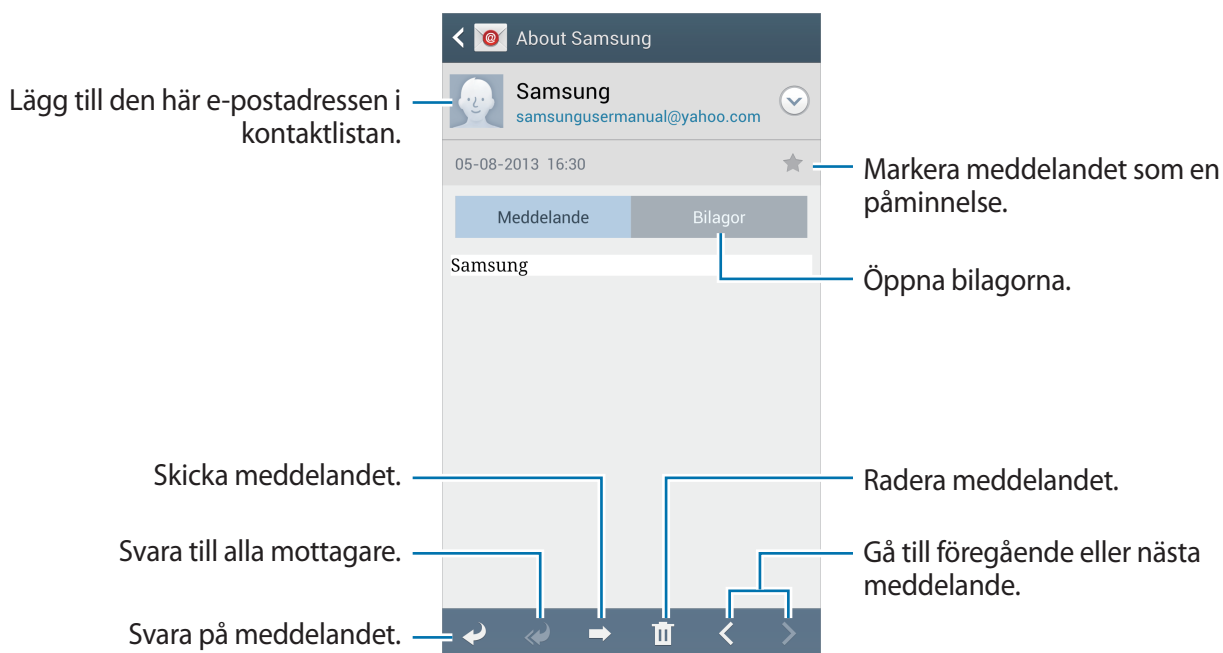 About Samsung
Lägg till den här e-postadressen i
kontaktlistan.
Samsung
samsungusermanual@yahoo.com
05-08-2013 16:30
Markera meddelandet som en
påminnelse.
Meddelande
Bilagor
Samsung
Öppna bilagorna.
Skicka meddelandet.
Radera meddelandet.
Svara till alla mottagare.
Gå till föregående eller nästa
meddelande.
Svara på meddelandet.